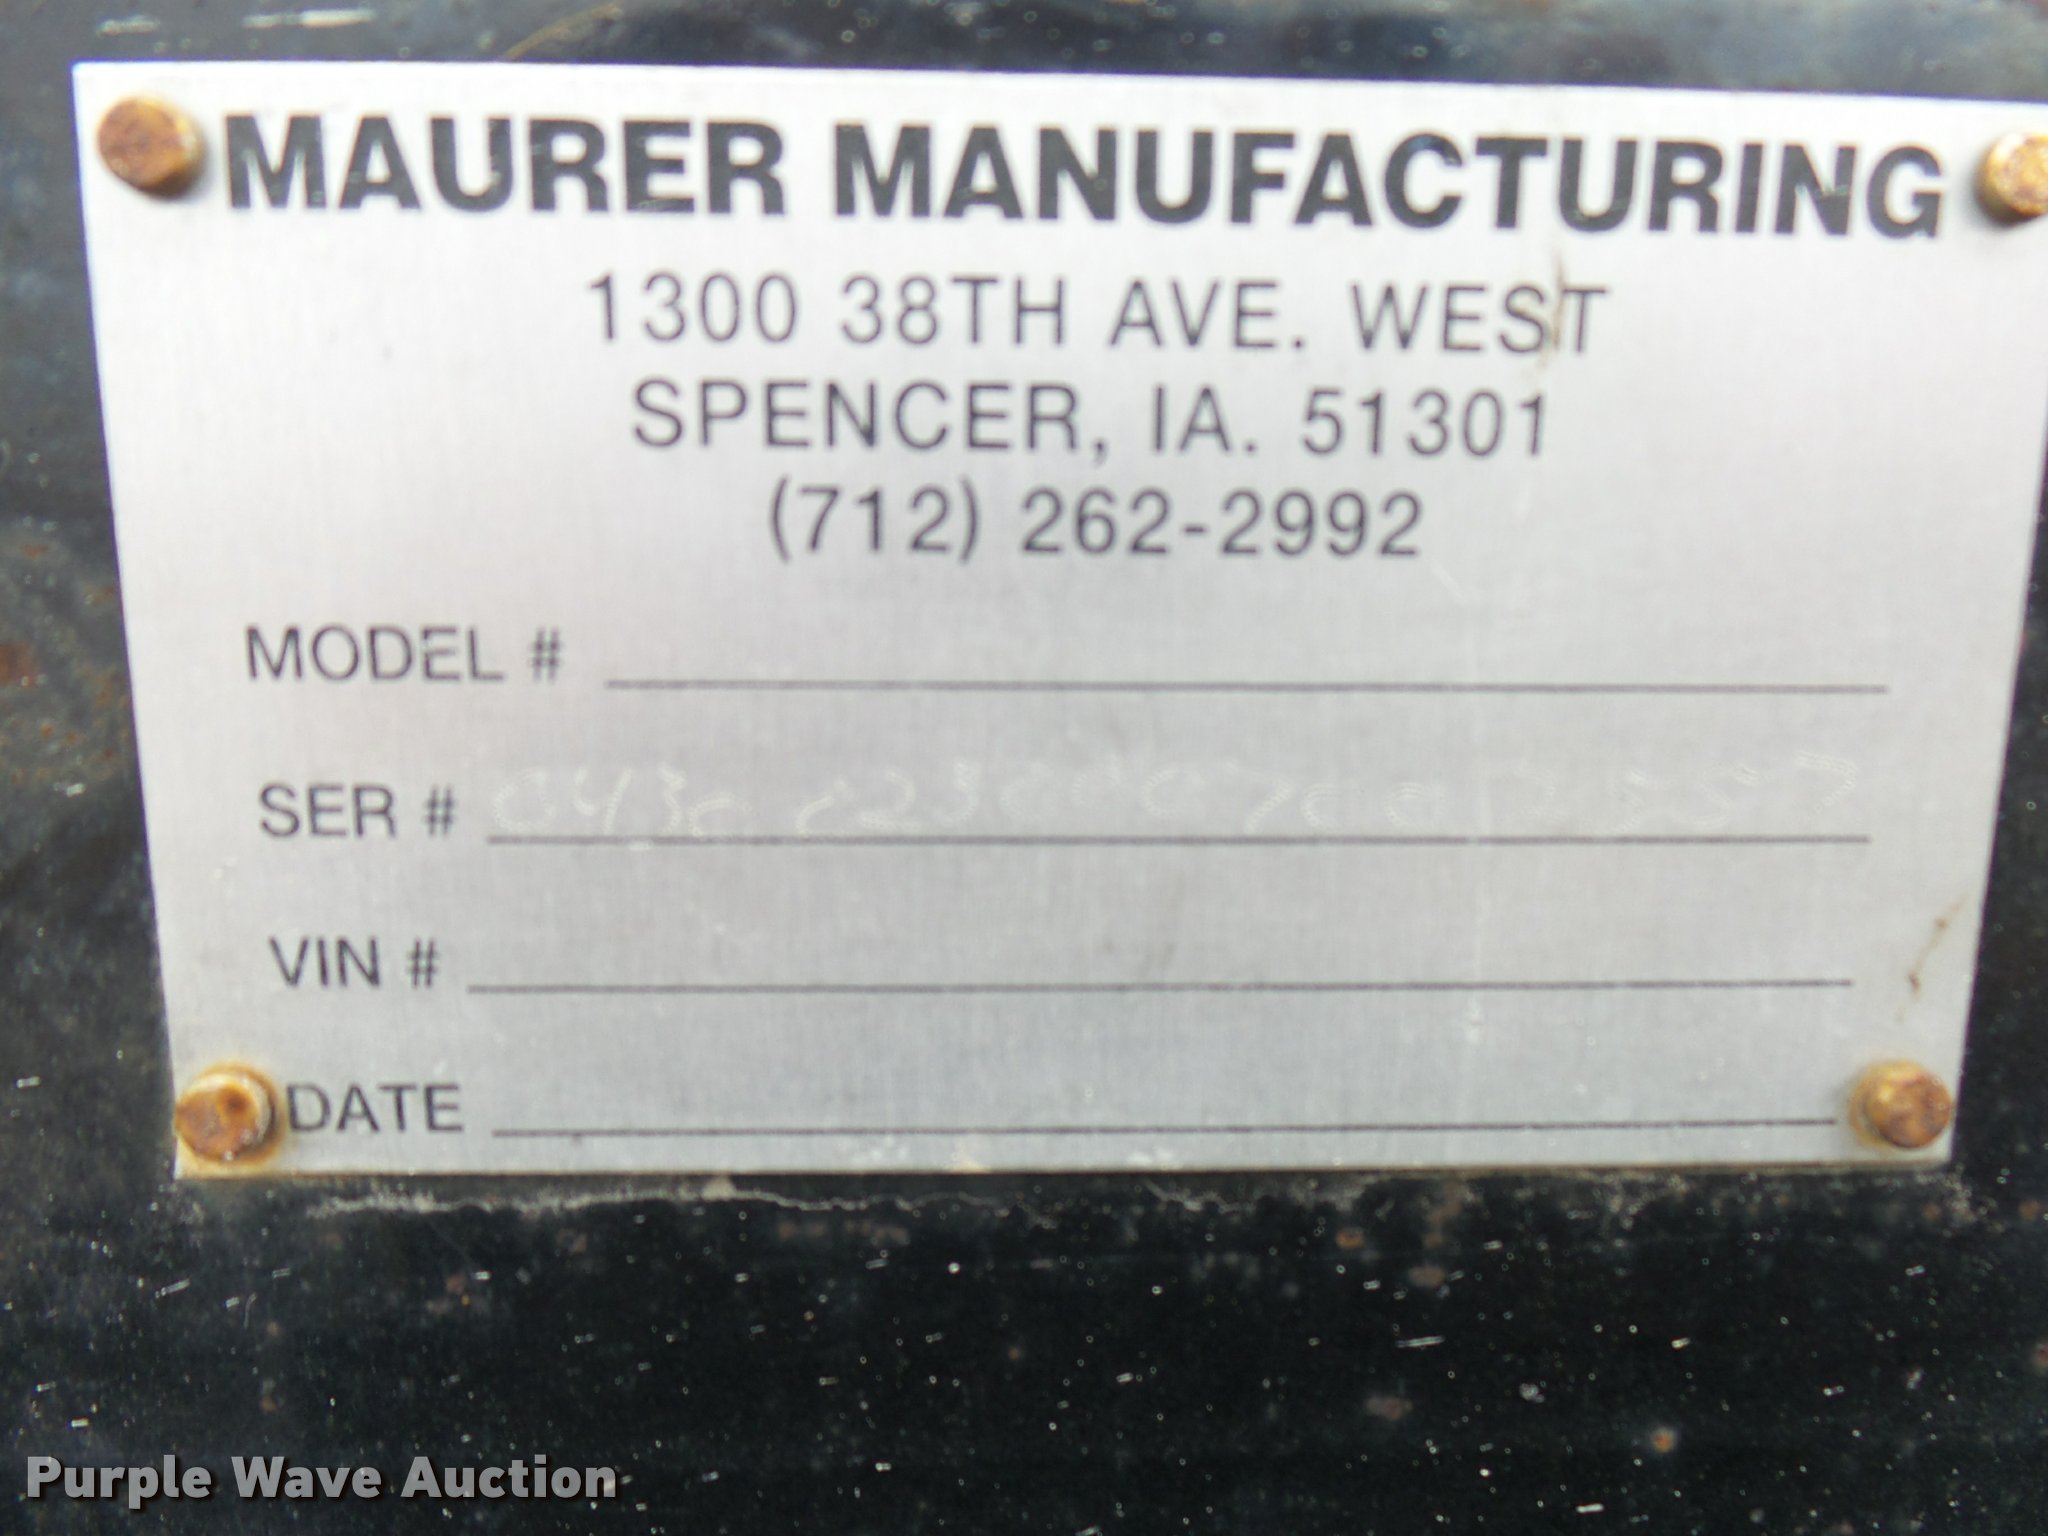 MAURER MANUFACTURING
1300 38TH AVE. WEST
SPENCER, IA. 51301
(712) 262-2992
MODEL #
SER #
VIN #
DATE
Purple Wave Auction